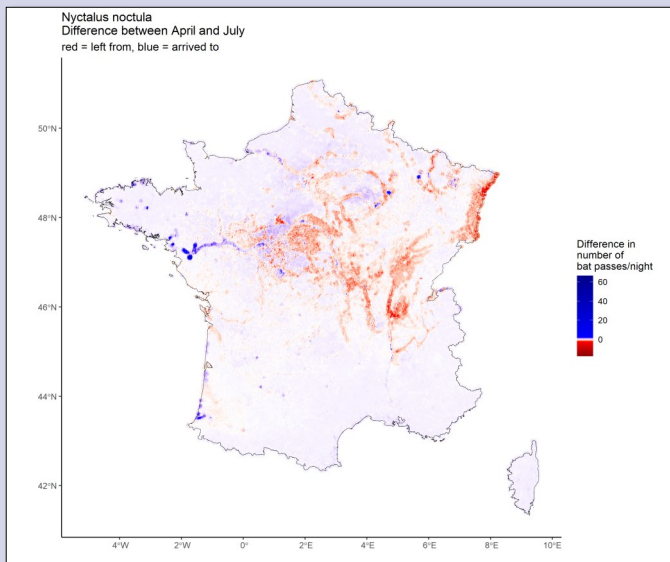 Nyctalus noctula
Difference between April and July
red = left from, blue = arrived to
50°N
48°N
46°N
44°N
42°N
4°W
2°W
0°
2°E
4°E
6°E
8°E
10°E
Difference in
number of
bat passes/night
60
40
20
0